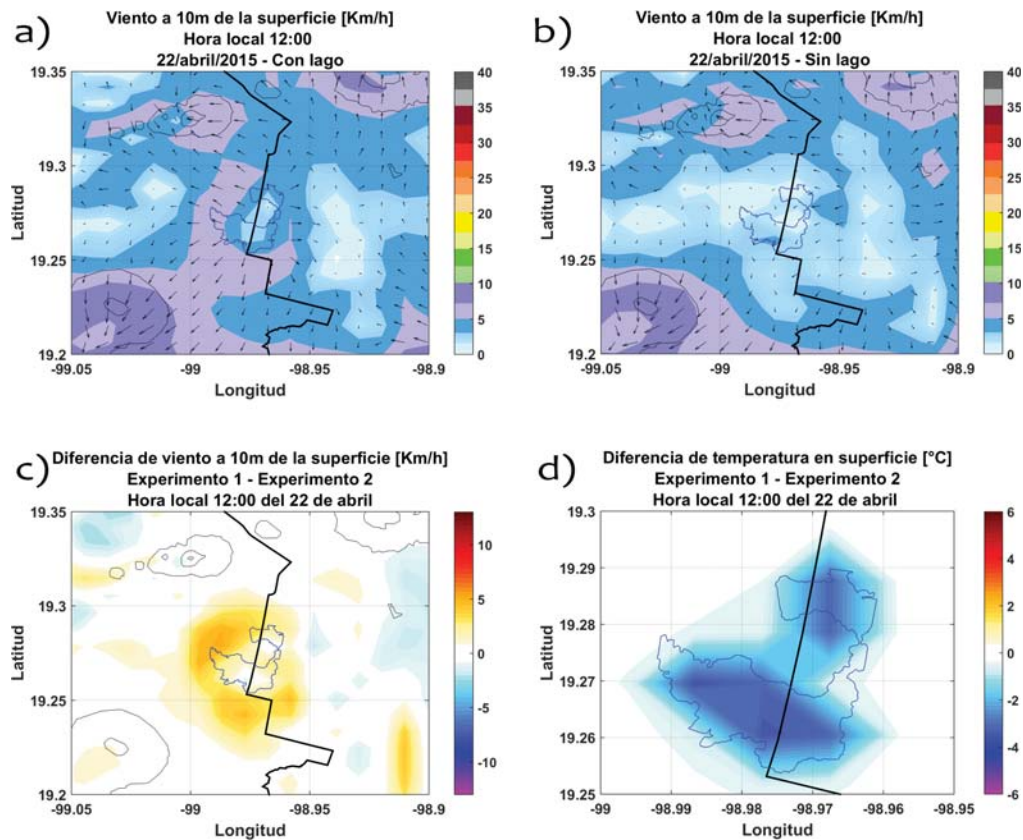 a)
Viento a 10m de la superficie [Km/h]
Hora local 12:00
22/abril/2015 - Con lago
19.35
19.3
19.25
19.2
Latitud
-99.05
-99
-98.95
-98.9
Longitud
40
35
30
25
20
15
10
5
0
b)
Viento a 10m de la superficie [Km/h]
Hora local 12:00
22/abril/2015 - Sin lago
19.35
19.3
19.25
19.2
Latitud
-99.05
-99
-98.95
-98.9
Longitud
40
35
30
25
20
15
10
5
0
c)
Diferencia de viento a 10m de la superficie [Km/h]
Experimento 1 - Experimento 2
Hora local 12:00 del 22 de abril
19.35
19.3
19.25
19.2
Latitud
-99.05
-99
-98.95
-98.9
Longitud
10
5
0
-5
-10
d)
Diferencia de temperatura en superficie [°C]
Experimento 1 - Experimento 2
Hora local 12:00 del 22 de abril
19.3
19.29
19.28
19.27
19.26
19.25
Latitud
-99
-98.99
-98.98
-98.97
-98.96
-98.95
Longitud
6
4
2
0
-2
-4
-6